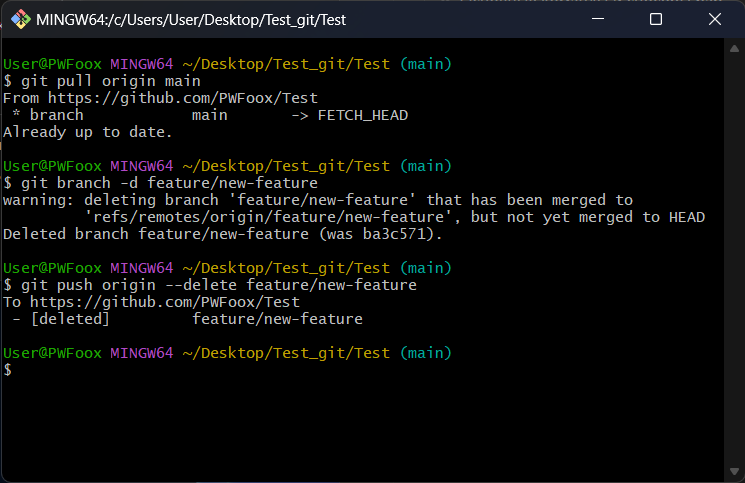 MINGW64:/c/Users/User/Desktop/Test_git/Test
User@PWFoox MINGW64 ~/Desktop/Test_git/Test (main)
$ git pull origin main
From https://github.com/PWFoox/Test
 * branch            main       -> FETCH_HEAD
Already up to date.
User@PWFoox MINGW64 ~/Desktop/Test_git/Test (main)
$ git branch -d feature/new-feature
warning: deleting branch 'feature/new-feature' that has been merged to
         'refs/remotes/origin/feature/new-feature', but not yet merged to HEAD
Deleted branch feature/new-feature (was ba3c571).
User@PWFoox MINGW64 ~/Desktop/Test_git/Test (main)
$ git push origin --delete feature/new-feature
To https://github.com/PWFoox/Test
 - [deleted]         feature/new-feature
User@PWFoox MINGW64 ~/Desktop/Test_git/Test (main)
$